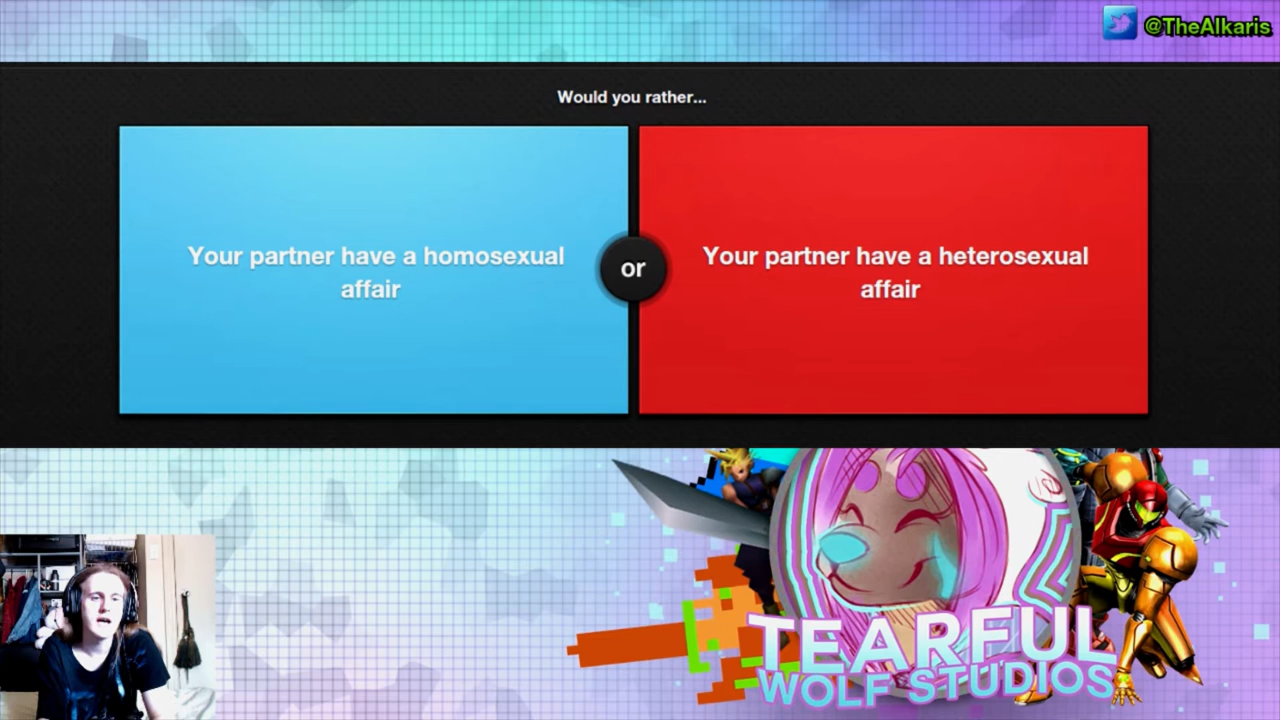 @TheAlkaris
Would you rather...
Your partner have a homosexual
affair
or
Your partner have a heterosexual
affair
TEARFUL
WOLF STUDIOS